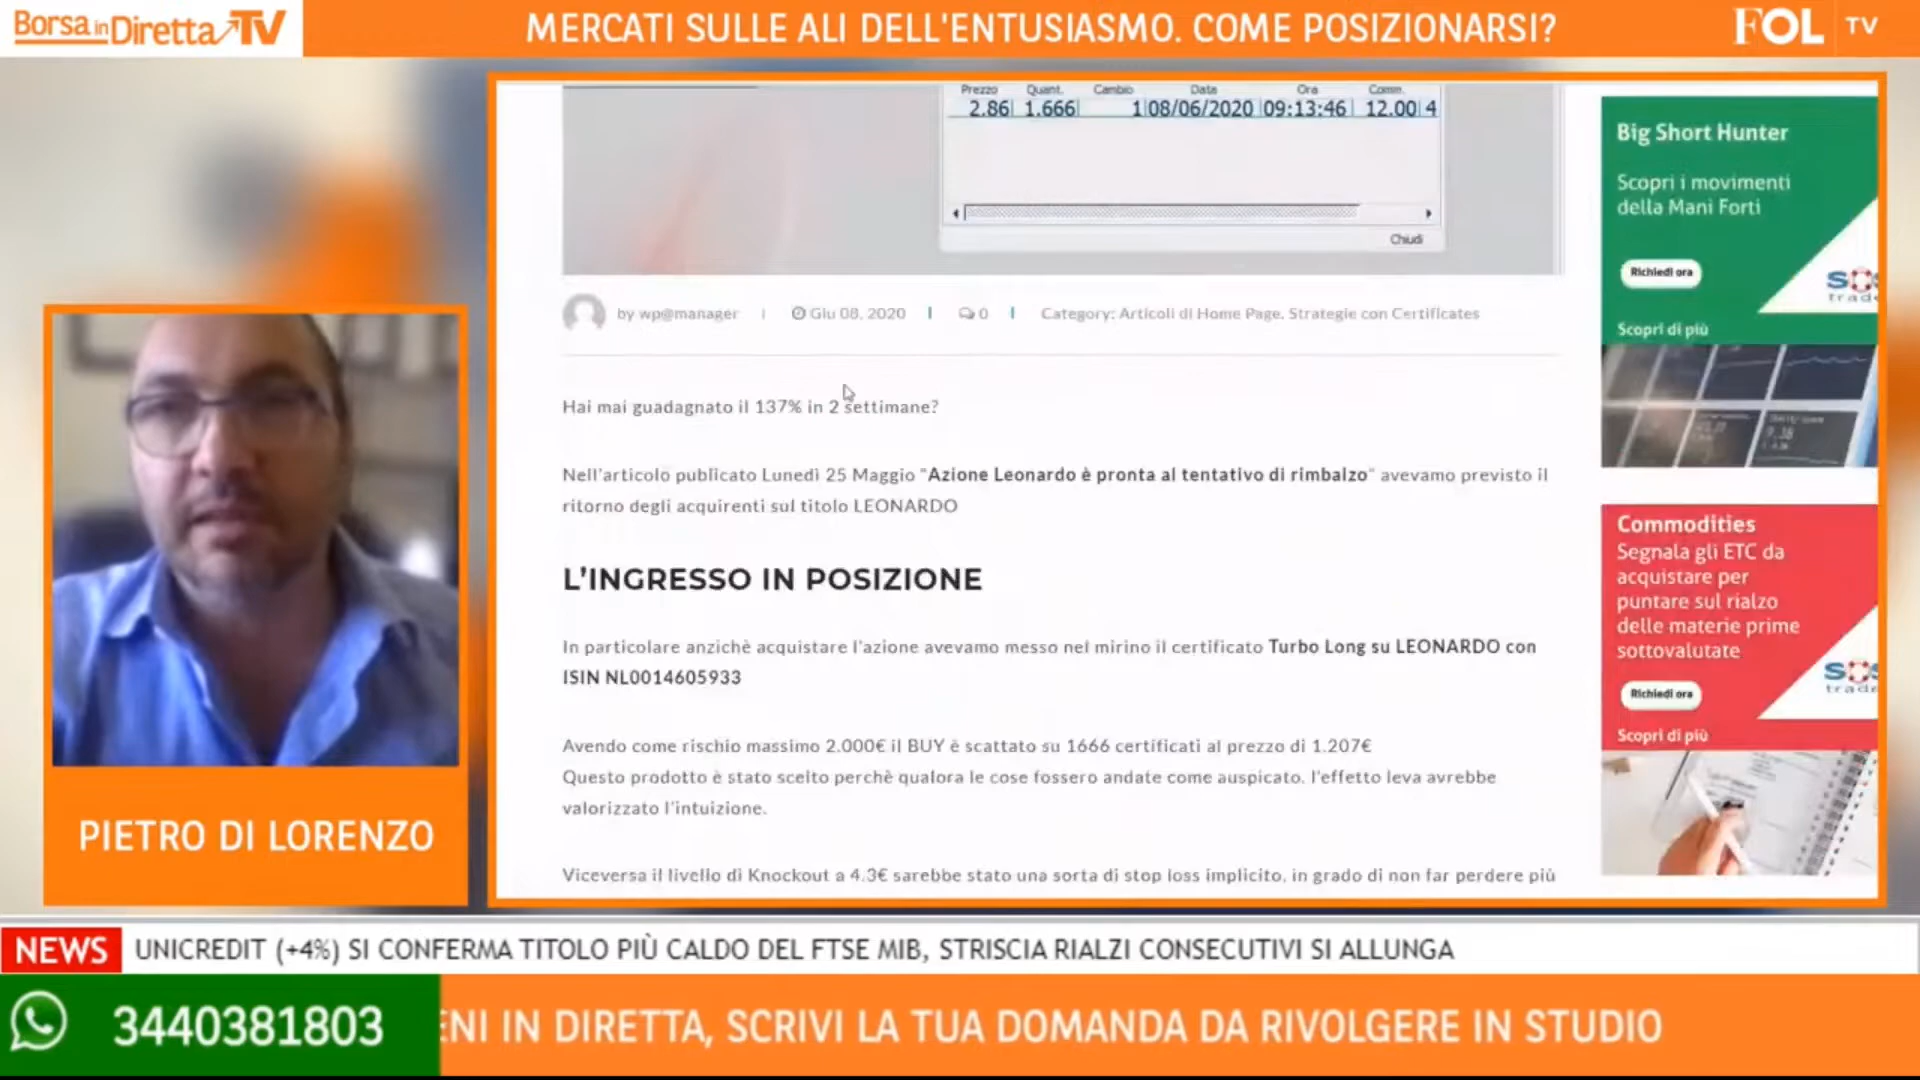 Borsa in Diretta TV
MERCATI SULLE ALI DELL'ENTUSIASMO. COME POSIZIONARSI?
FOL TV
Prezzo Quant. Cambio Data Ora Comm.
2.86 1.666 1 08/06/2020 09:13:46 12.00 4
Chiudi
by wp@manager
Giu 08, 2020
0
Category: Articoli di Home Page, Strategie con Certificates
Hai mai guadagnato il 137% in 2 settimane?
Nell'articolo publicato Lunedì 25 Maggio "Azione Leonardo è pronta al tentativo di rimbalzo" avevamo previsto il
ritorno degli acquirenti sul titolo LEONARDO
L'INGRESSO IN POSIZIONE
In particolare anzichè acquistare l'azione avevamo messo nel mirino il certificato Turbo Long su LEONARDO con
ISIN NL0014605933
Avendo come rischio massimo 2.000€ il BUY è scattato su 1666 certificati al prezzo di 1.207€
Questo prodotto è stato scelto perchè qualora le cose fossero andate come auspicato, l'effetto leva avrebbe
valorizzato l'intuizione.
Viceversa il livello di Knockout a 4.3€ sarebbe stato una sorta di stop loss implicito, in grado di non far perdere più
Big Short Hunter
Scopri i movimenti
della Mani Forti
Richiedi ora
SOS
trade
Scopri di più
Commodities
Segnala gli ETC da
acquistare per
puntare sul rialzo
delle materie prime
sottovalutate
Richiedi ora
SOS
trade
Scopri di più
PIETRO DI LORENZO
NEWS UNICREDIT (+4%) SI CONFERMA TITOLO PIÙ CALDO DEL FTSE MIB, STRISCIA RIALZI CONSECUTIVI SI ALLUNGA
3440381803
ENI IN DIRETTA, SCRIVI LA TUA DOMANDA DA RIVOLGERE IN STUDIO